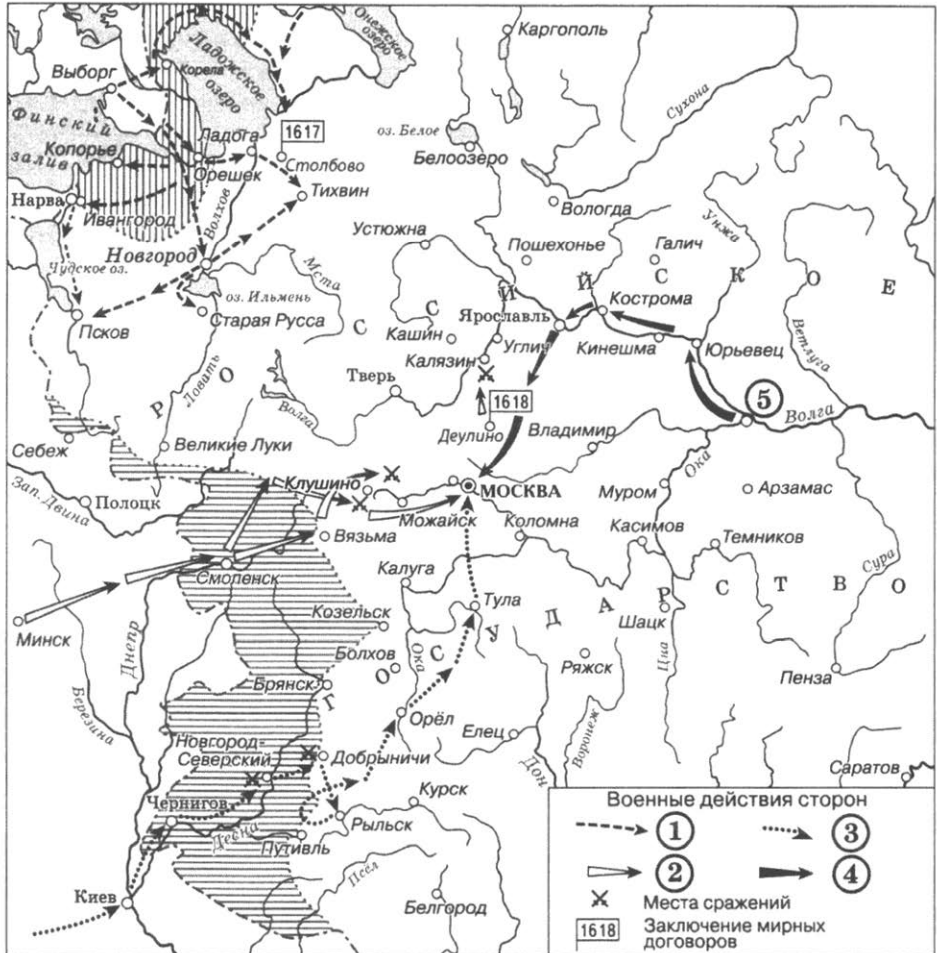 Каргополь
Онежское
озеро
Ладожское
озеро
Корела
Выборг
Финский
залив
Сухона
1617
оз. Белое
Белоозеро
Ладога
Столбово
Копорье
Орешек
Тихвин
Нарва
Ивангород
Волхов
Вологда
Унжа
Устюжна
Пошехонье
Галич
Новгород
Чудское оз.
Мста
оз. Ильмень
Старая Русса
Псков
Ярославль
Кострома
Кашин
Углич
Кинешма
Юрьевец
Ветлуга
Калязин
Тверь
Ловать
Волга
1618
Деулино
5
Волга
Владимир
Себеж
Великие Луки
Клушино
МОСКВА
Ока
Зап. Двина
Полоцк
Можайск
Муром
Арзамас
Вязьма
Коломна
Касимов
Темников
Смоленск
Калуга
Сура
Минск
Днепр
Козельск
Тула
Шацк
Цна
Болхов
Ока
Ряжск
Пенза
Березина
Брянск
Орёл
Елец
Воронеж
Дон
Новгород-
Северский
Добрыничи
Саратов
Чернигов
Десна
Курск
Рыльск
Путивль
Псёл
Киев
Белгород
РОССИЙСКОЕ
ГОСУДАРСТВО
Военные действия сторон
1
3
2
4
Места сражений
1618
Заключение мирных
договоров